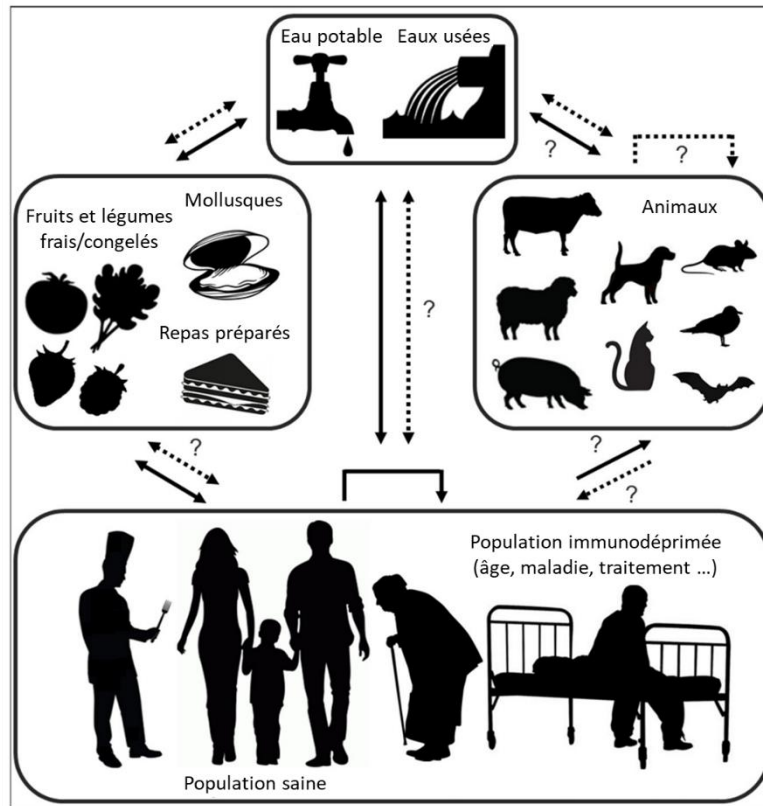 Eau potable Eaux usées
?
?
Fruits et légumes
frais/congelés
Mollusques
Animaux
Repas préparés
?
?
?
?
Population immunodéprimée
(âge, maladie, traitement ...)
Population saine